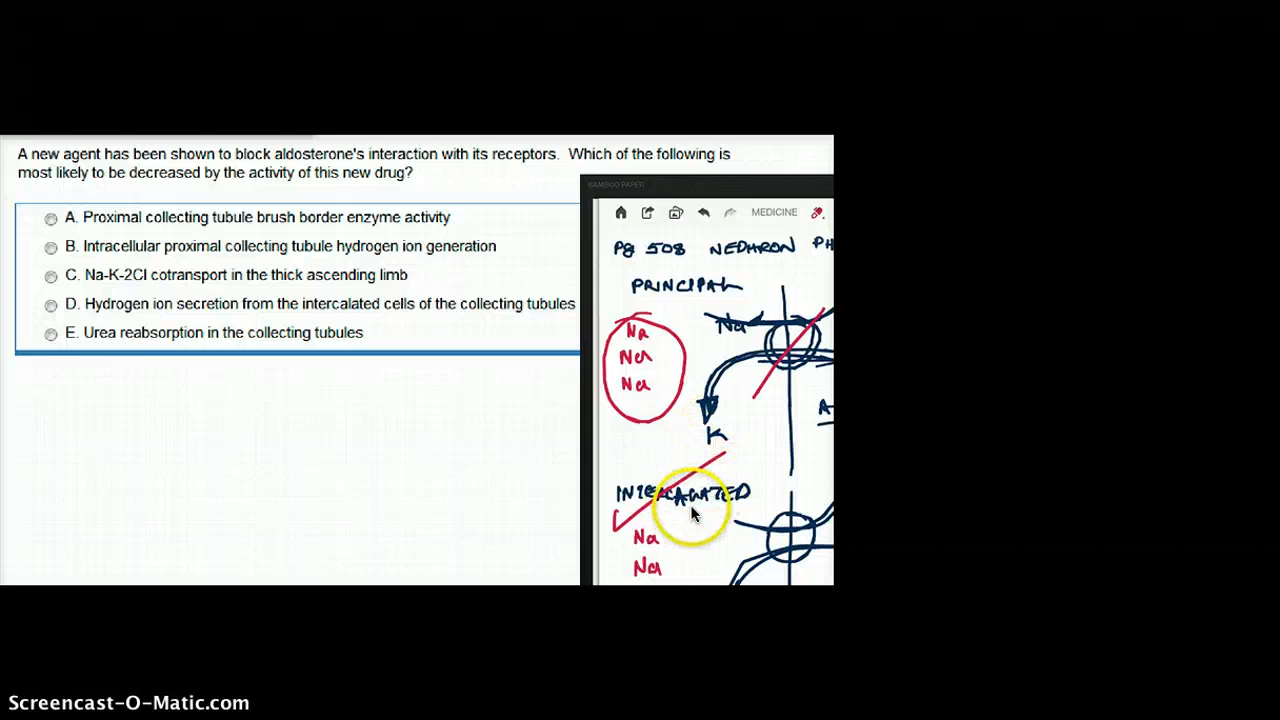 A new agent has been shown to block aldosterone's interaction with its receptors. Which of the following is
most likely to be decreased by the activity of this new drug?
A. Proximal collecting tubule brush border enzyme activity
B. Intracellular proximal collecting tubule hydrogen ion generation
C. Na-K-2Cl cotransport in the thick ascending limb
D. Hydrogen ion secretion from the intercalated cells of the collecting tubules
E. Urea reabsorption in the collecting tubules
BAMBOO PAPER
MEDICINE
Pg 508 NEPHRON PH
PRINCIPAL
Na
Na
Na
Na
A
K
INTERCALATED
Na
Na
Screencast-O-Matic.com